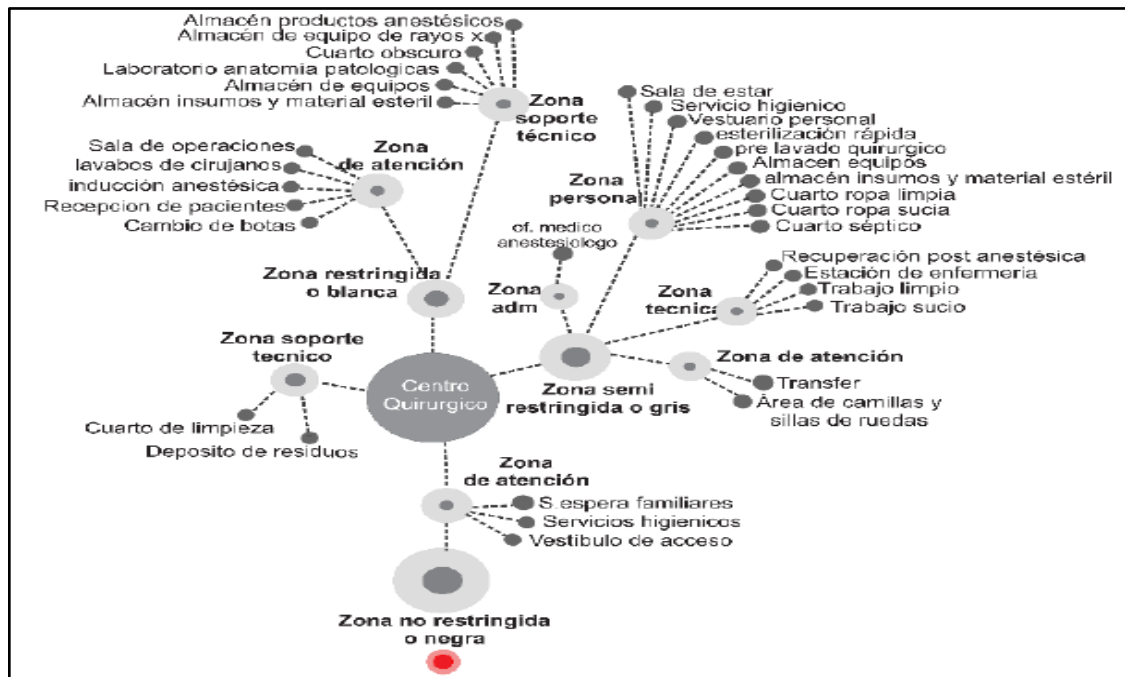 Almacén productos anestésicos
Almacén de equipo de rayos x
Cuarto obscuro
Laboratorio anatomia patologicas
Almacén de equipos
Almacén insumos y material esteril
Zona
soporte
técnico
Sala de operaciones
lavabos de cirujanos
inducción anestésica
Recepcion de pacientes
Cambio de botas
Zona
de atención
Sala de estar
Servicio higienico
Vestuario personal
esterilización rápida
pre lavado quirurgico
Almacen equipos
almacén insumos y material estéril
Cuarto ropa limpia
Cuarto ropa sucia
Cuarto séptico
Zona
personal
of. medico
anestesiologo
Zona
adm
Zona restringida
o blanca
Recuperación post anestésica
Estación de enfermeria
Trabajo limpio
Trabajo sucio
Zona
tecnica
Zona soporte
tecnico
Cuarto de limpieza
Deposito de residuos
Centro
Quirurgico
Zona semi
restringida o gris
Zona de atención
Transfer
Área de camillas y
sillas de ruedas
Zona
de atención
S.espera familiares
Servicios higienicos
Vestibulo de acceso
Zona no restringida
o negra